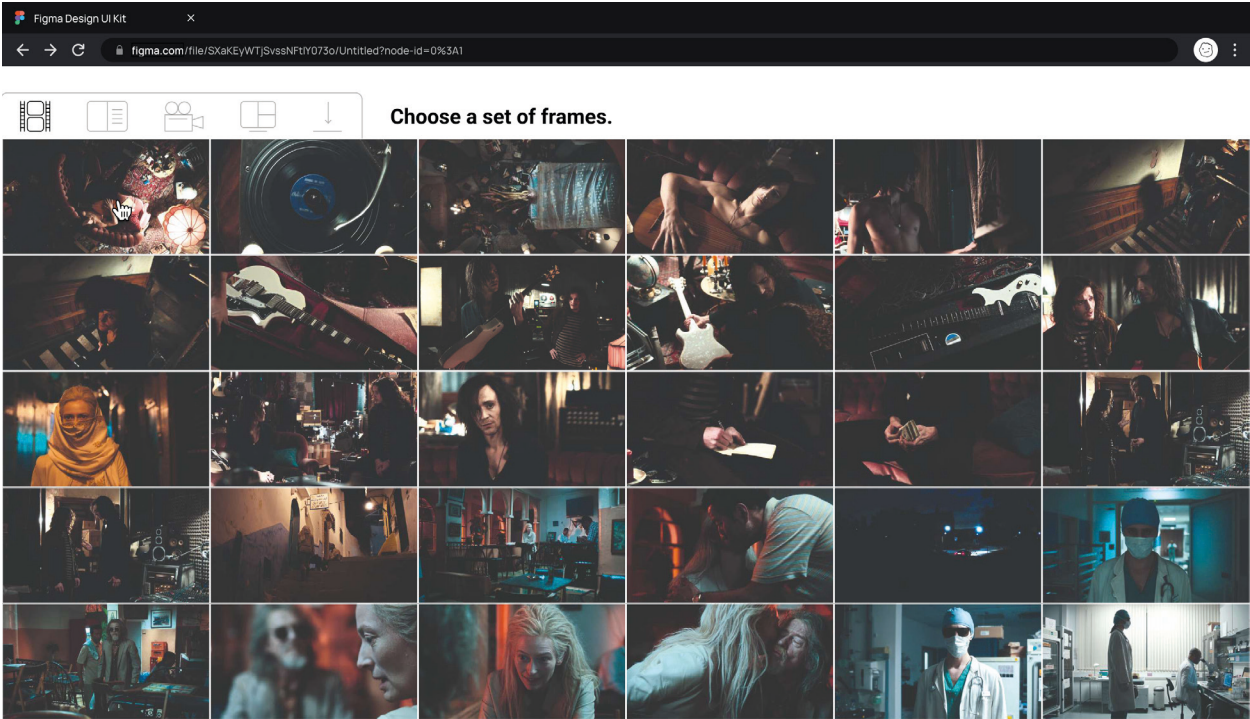 Figma Design UI Kit
figma.com/file/SXaKEyWTjSvssNFtlY073o/Untitled?node-id=0%3A1
Choose a set of frames.